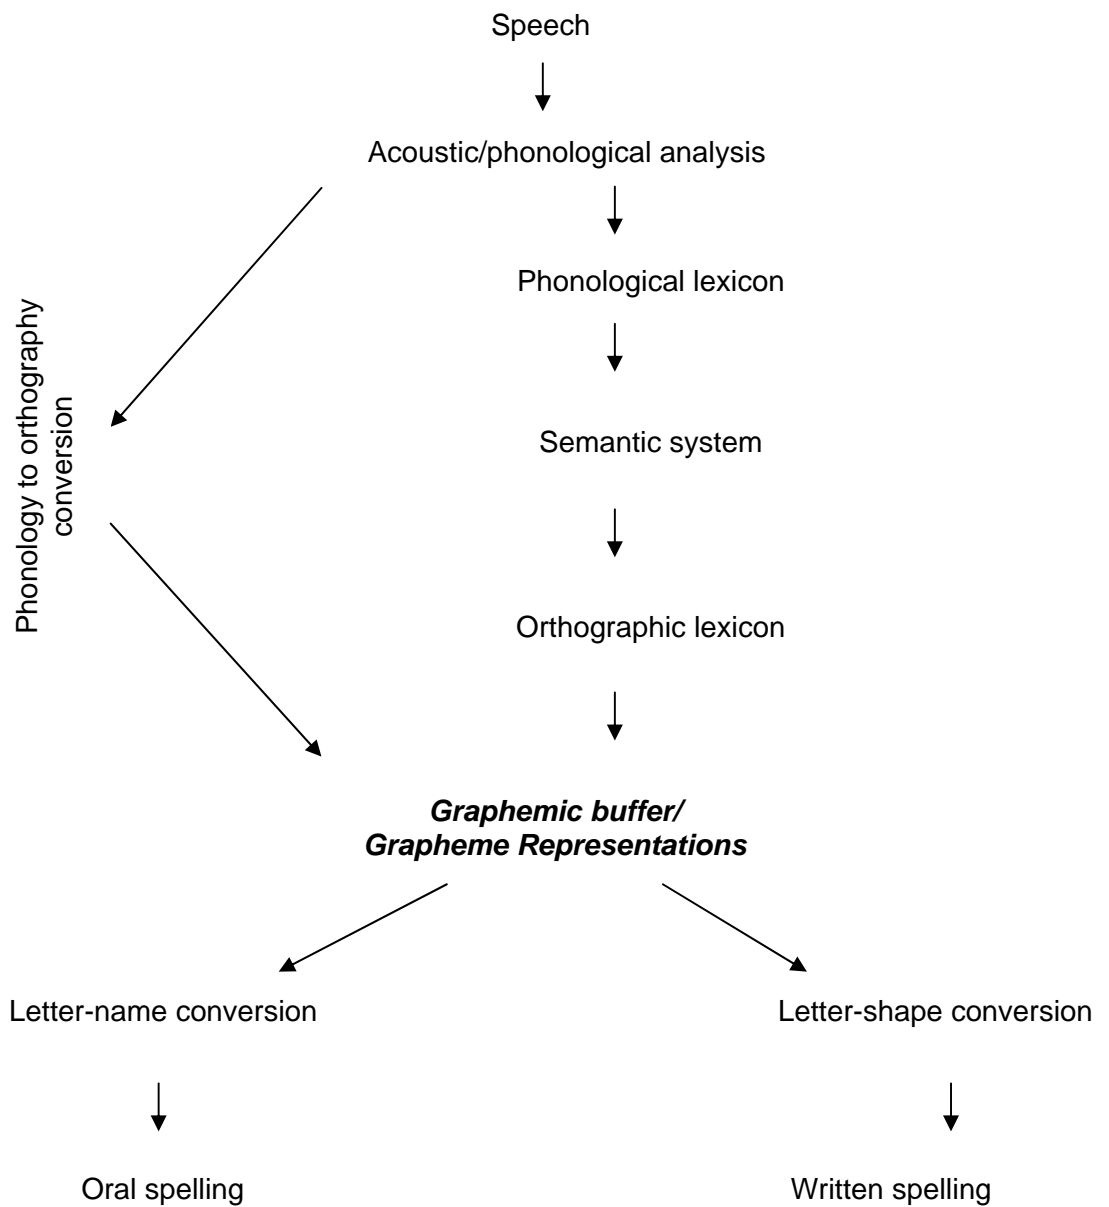 Speech
Acoustic/phonological analysis
Phonological lexicon
Phonology to orthography
conversion
Semantic system
Orthographic lexicon
Graphemic buffer/
Grapheme Representations
Letter-name conversion
Letter-shape conversion
Oral spelling
Written spelling